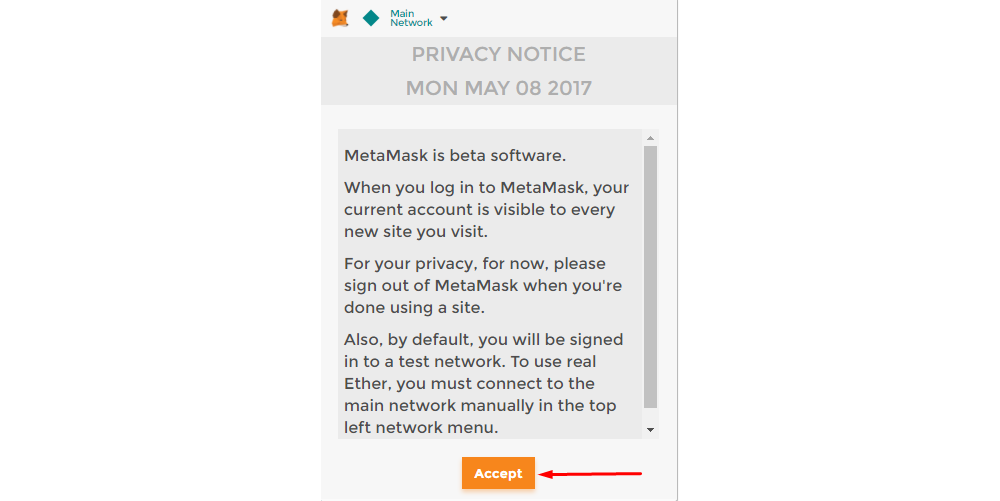 Main
Network
PRIVACY NOTICE
MON MAY 08 2017
MetaMask is beta software.
When you log in to MetaMask, your
current account is visible to every
new site you visit.
For your privacy, for now, please
sign out of MetaMask when you're
done using a site.
Also, by default, you will be signed
in to a test network. To use real
Ether, you must connect to the
main network manually in the top
left network menu.
Accept